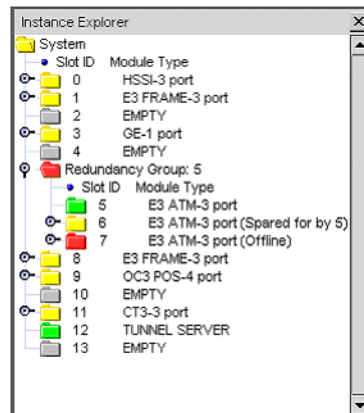 Instance Explorer
System
Slot ID Module Type
0 HSSI-3 port
1 E3 FRAME-3 port
2 EMPTY
3 GE-1 port
4 EMPTY
Redundancy Group: 5
Slot ID Module Type
5 E3 ATM-3 port
6 E3 ATM-3 port (Spared for by 5)
7 E3 ATM-3 port (Offline)
8 E3 FRAME-3 port
9 OC3 POS-4 port
10 EMPTY
11 CT3-3 port
12 TUNNEL SERVER
13 EMPTY